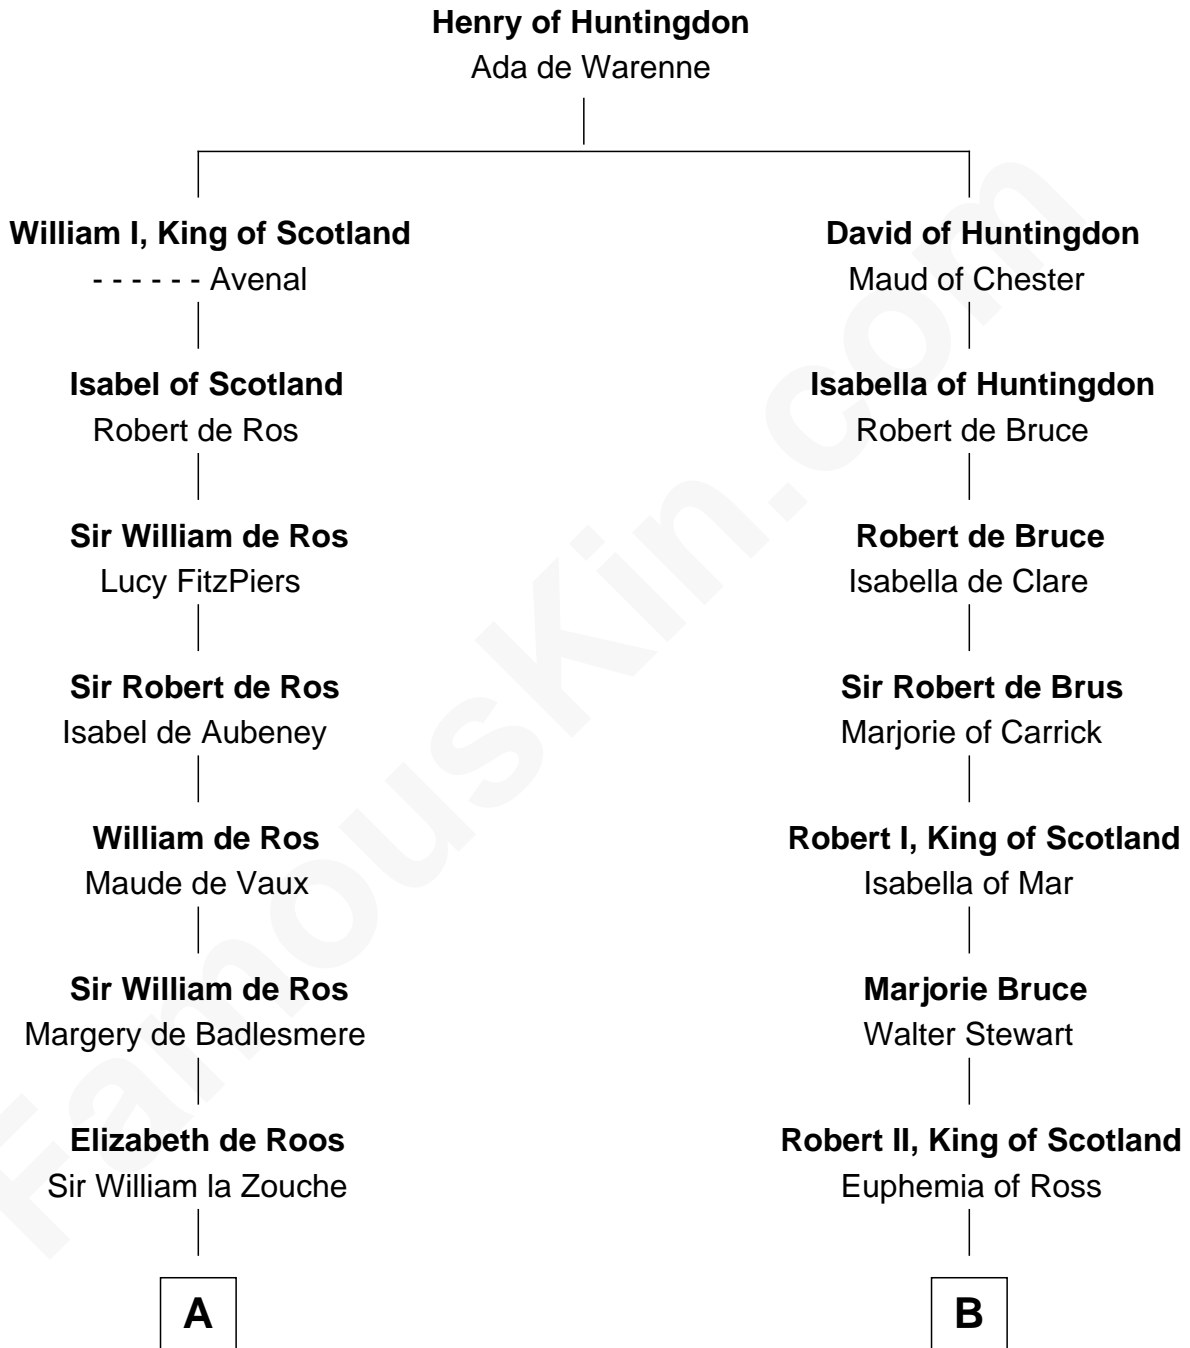 Henry of Huntingdon
Ada de Warenne
William I, King of Scotland
- - - - - - Avenal
Isabel of Scotland
Robert de Ros
Sir William de Ros
Lucy FitzPiers
Sir Robert de Ros
Isabel de Aubeney
William de Ros
Maude de Vaux
Sir William de Ros
Margery de Badlesmere
Elizabeth de Roos
Sir William la Zouche
A
David of Huntingdon
Maud of Chester
Isabella of Huntingdon
Robert de Bruce
Robert de Bruce
Isabella de Clare
Sir Robert de Brus
Marjorie of Carrick
Robert I, King of Scotland
Isabella of Mar
Marjorie Bruce
Walter Stewart
Robert II, King of Scotland
Euphemia of Ross
B
FamousKin.com